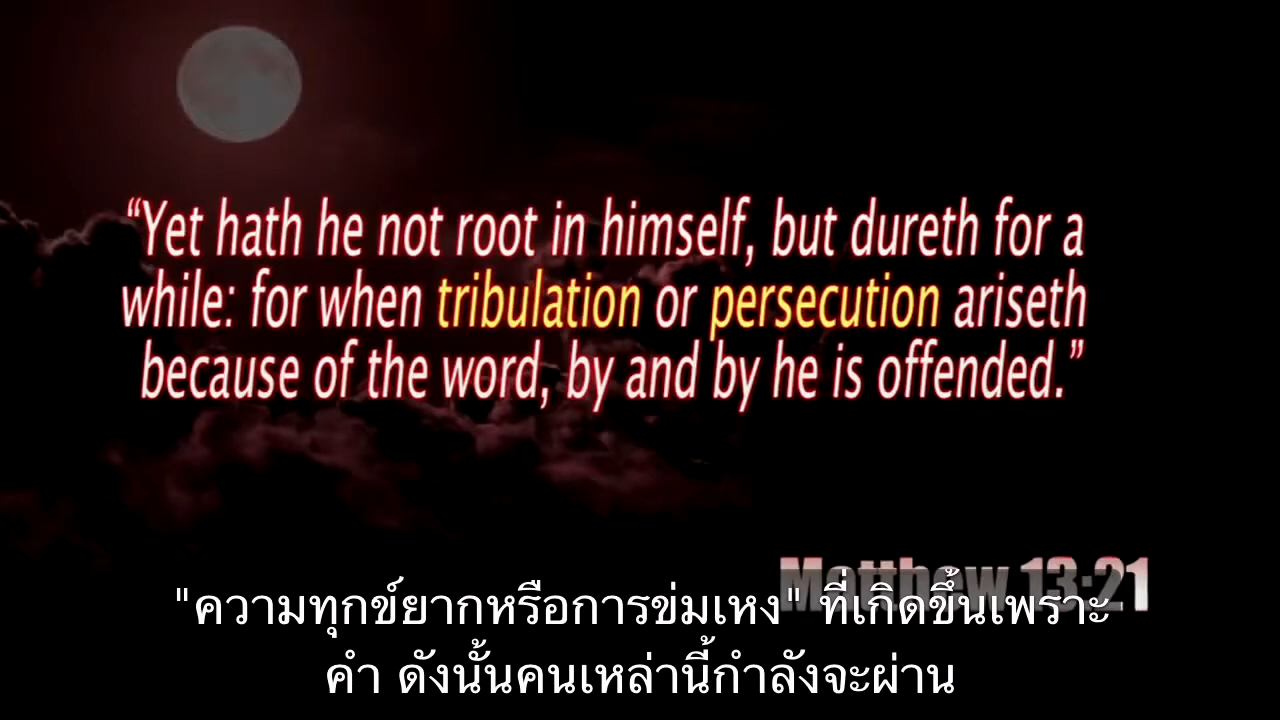 “Yet hath he not root in himself, but dureth for a
while: for when tribulation or persecution ariseth
because of the word, by and by he is offended.”
Matthew 13:21
"ความทุกข์ยากหรือการข่มเหง" ที่เกิดขึ้นเพราะ
คำ ดังนั้นคนเหล่านี้กำลังจะผ่าน